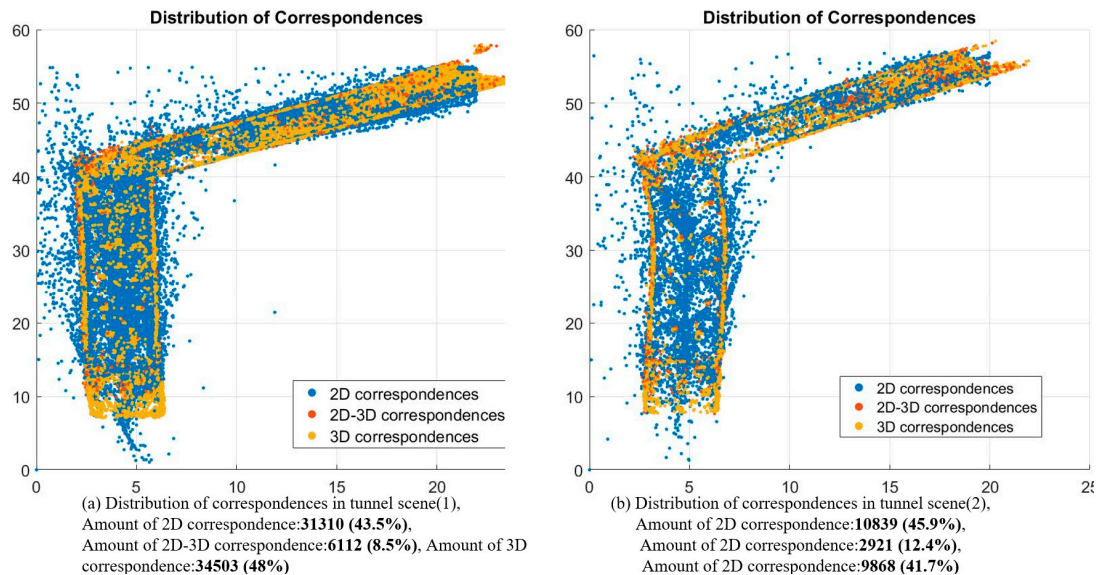 Distribution of Correspondences
60
50
40
30
20
10
0
0
5
10
15
20
2D correspondences
2D-3D correspondences
3D correspondences
(a) Distribution of correspondences in tunnel scene(1),
Amount of 2D correspondence:31310 (43.5%),
Amount of 2D-3D correspondence:6112 (8.5%), Amount of 3D
correspondence:34503 (48%)
Distribution of Correspondences
60
50
40
30
20
10
0
0
5
10
15
20
25
2D correspondences
2D-3D correspondences
3D correspondences
(b) Distribution of correspondences in tunnel scene(2),
Amount of 2D correspondence:10839 (45.9%),
Amount of 2D correspondence:2921 (12.4%),
Amount of 2D correspondence:9868 (41.7%)